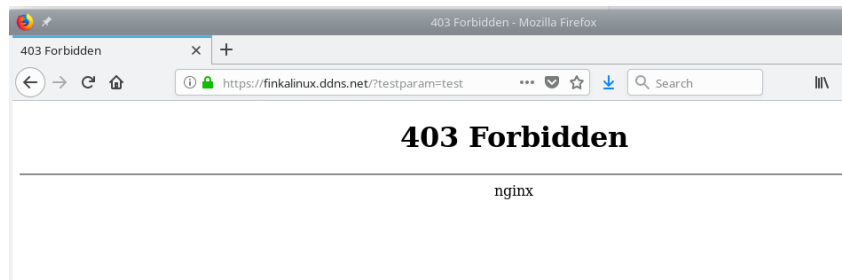 403 Forbidden - Mozilla Firefox
403 Forbidden
https://finkalinux.ddns.net/?testparam=test
Search
403 Forbidden
nginx